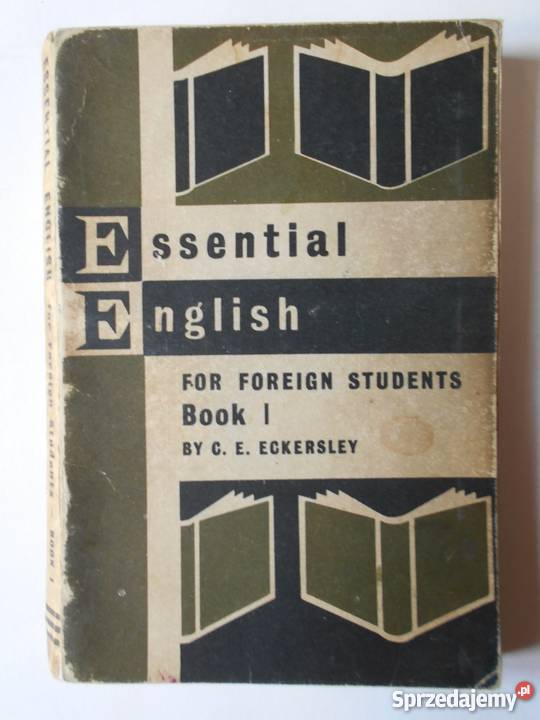 Essential
English
FOR FOREIGN STUDENTS
Book I
BY C. E. ECKERSLEY
ESSENTIAL ENGLISH for Foreign Students - BOOK I
Sprzedajemy.pl